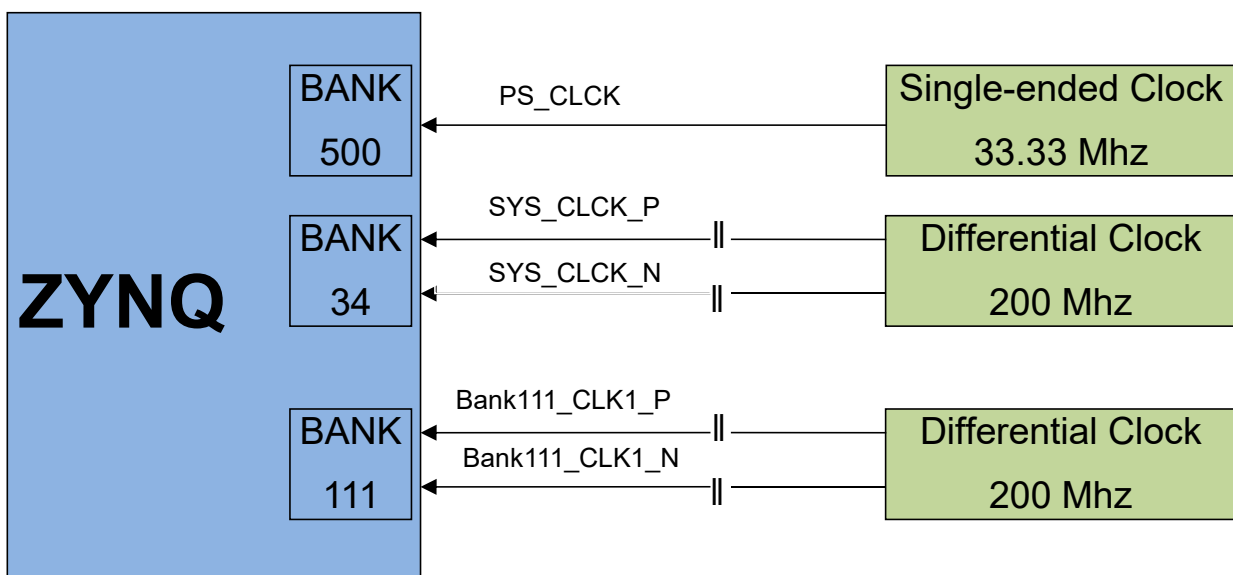 ZYNQ
BANK
500
PS_CLCK
Single-ended Clock
33.33 Mhz
BANK
34
SYS_CLCK_P
SYS_CLCK_N
Differential Clock
200 Mhz
BANK
111
Bank111_CLK1_P
Bank111_CLK1_N
Differential Clock
200 Mhz